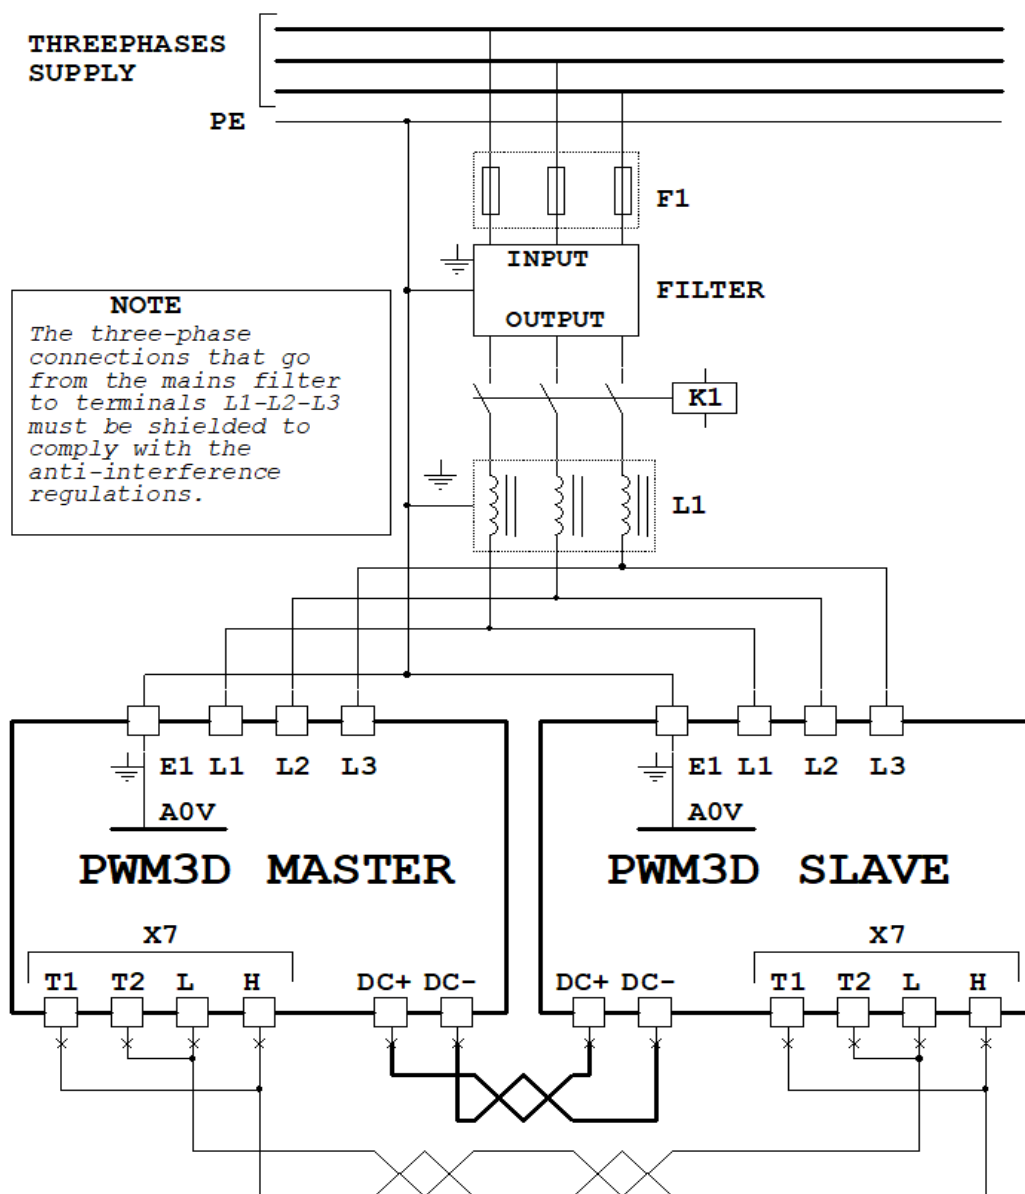 THREEPHASES
SUPPLY
PE
F1
INPUT
FILTER
OUTPUT
NOTE
The three-phase
connections that go
from the mains filter
to terminals L1-L2-L3
must be shielded to
comply with the
anti-interference
regulations.
K1
L1
E1 L1 L2 L3
E1 L1 L2 L3
A0V
A0V
PWM3D MASTER
PWM3D SLAVE
X7
X7
T1 T2 L H DC+ DC-
DC+ DC- T1 T2 L H